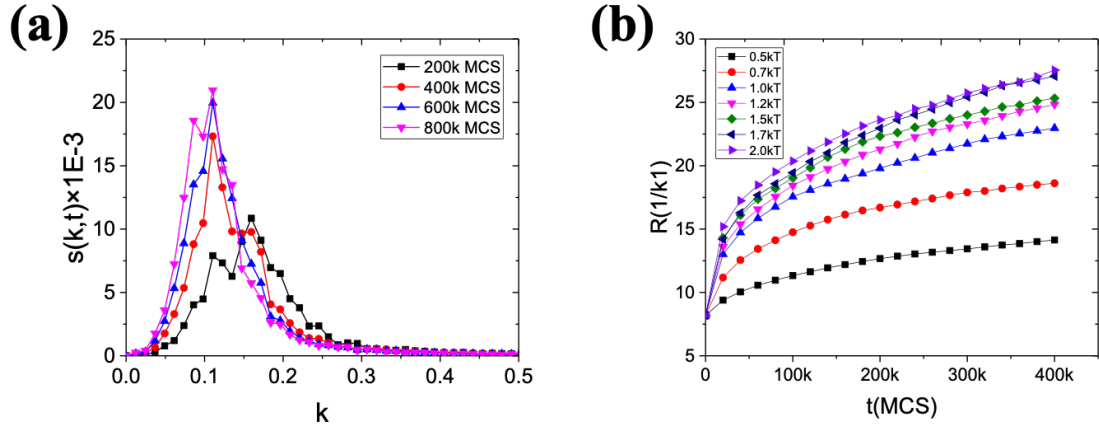 (a)
25
20
15
10
5
0
s(k,t)×1E-3
0.0 0.1 0.2 0.3 0.4 0.5
k
200k MCS
400k MCS
600k MCS
800k MCS
(b)
30
25
20
15
10
5
R(1/k1)
0 100k 200k 300k 400k
t(MCS)
0.5kT
0.7kT
1.0kT
1.2kT
1.5kT
1.7kT
2.0kT